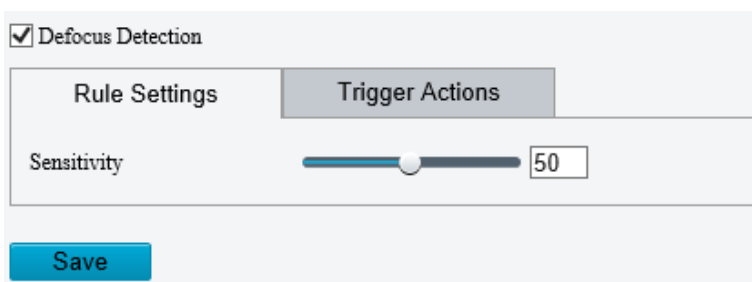 Defocus Detection
Rule Settings
Trigger Actions
Sensitivity
50
Save